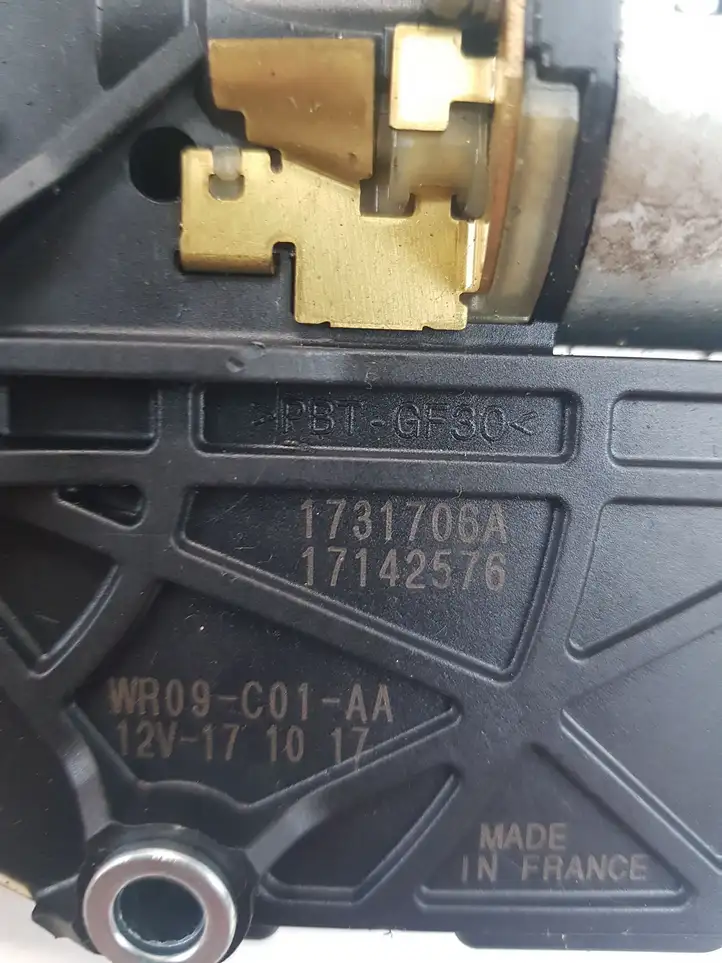 >PBT-GF30<
1731706A
17142576
WR09-C01-AA
12V-17 10 17
MADE
IN FRANCE